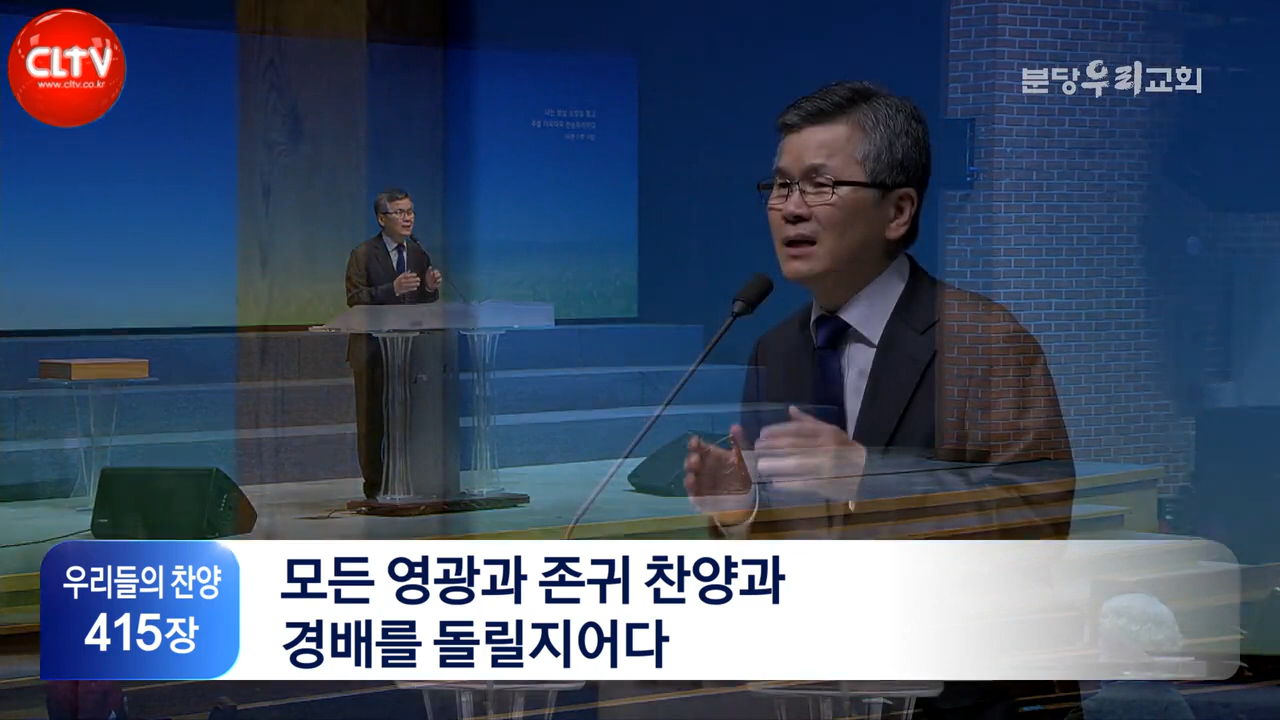 CLTV
www.cltv.co.kr
분당우리교회
우리들의 찬양
415장
모든 영광과 존귀 찬양과
경배를 돌릴지어다